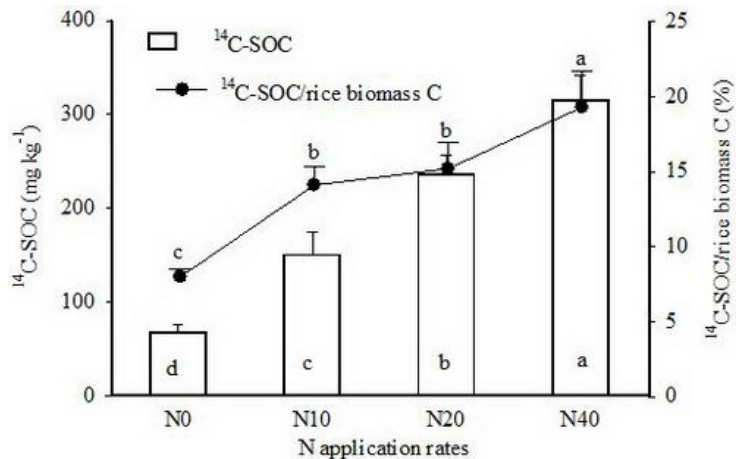 400
300
200
100
0
¹⁴C-SOC (mg kg⁻¹)
¹⁴C-SOC
¹⁴C-SOC/rice biomass C
c
b
b
a
d
c
b
a
25
20
15
10
5
0
¹⁴C-SOC/rice biomass C (%)
N0 N10 N20 N40
N application rates